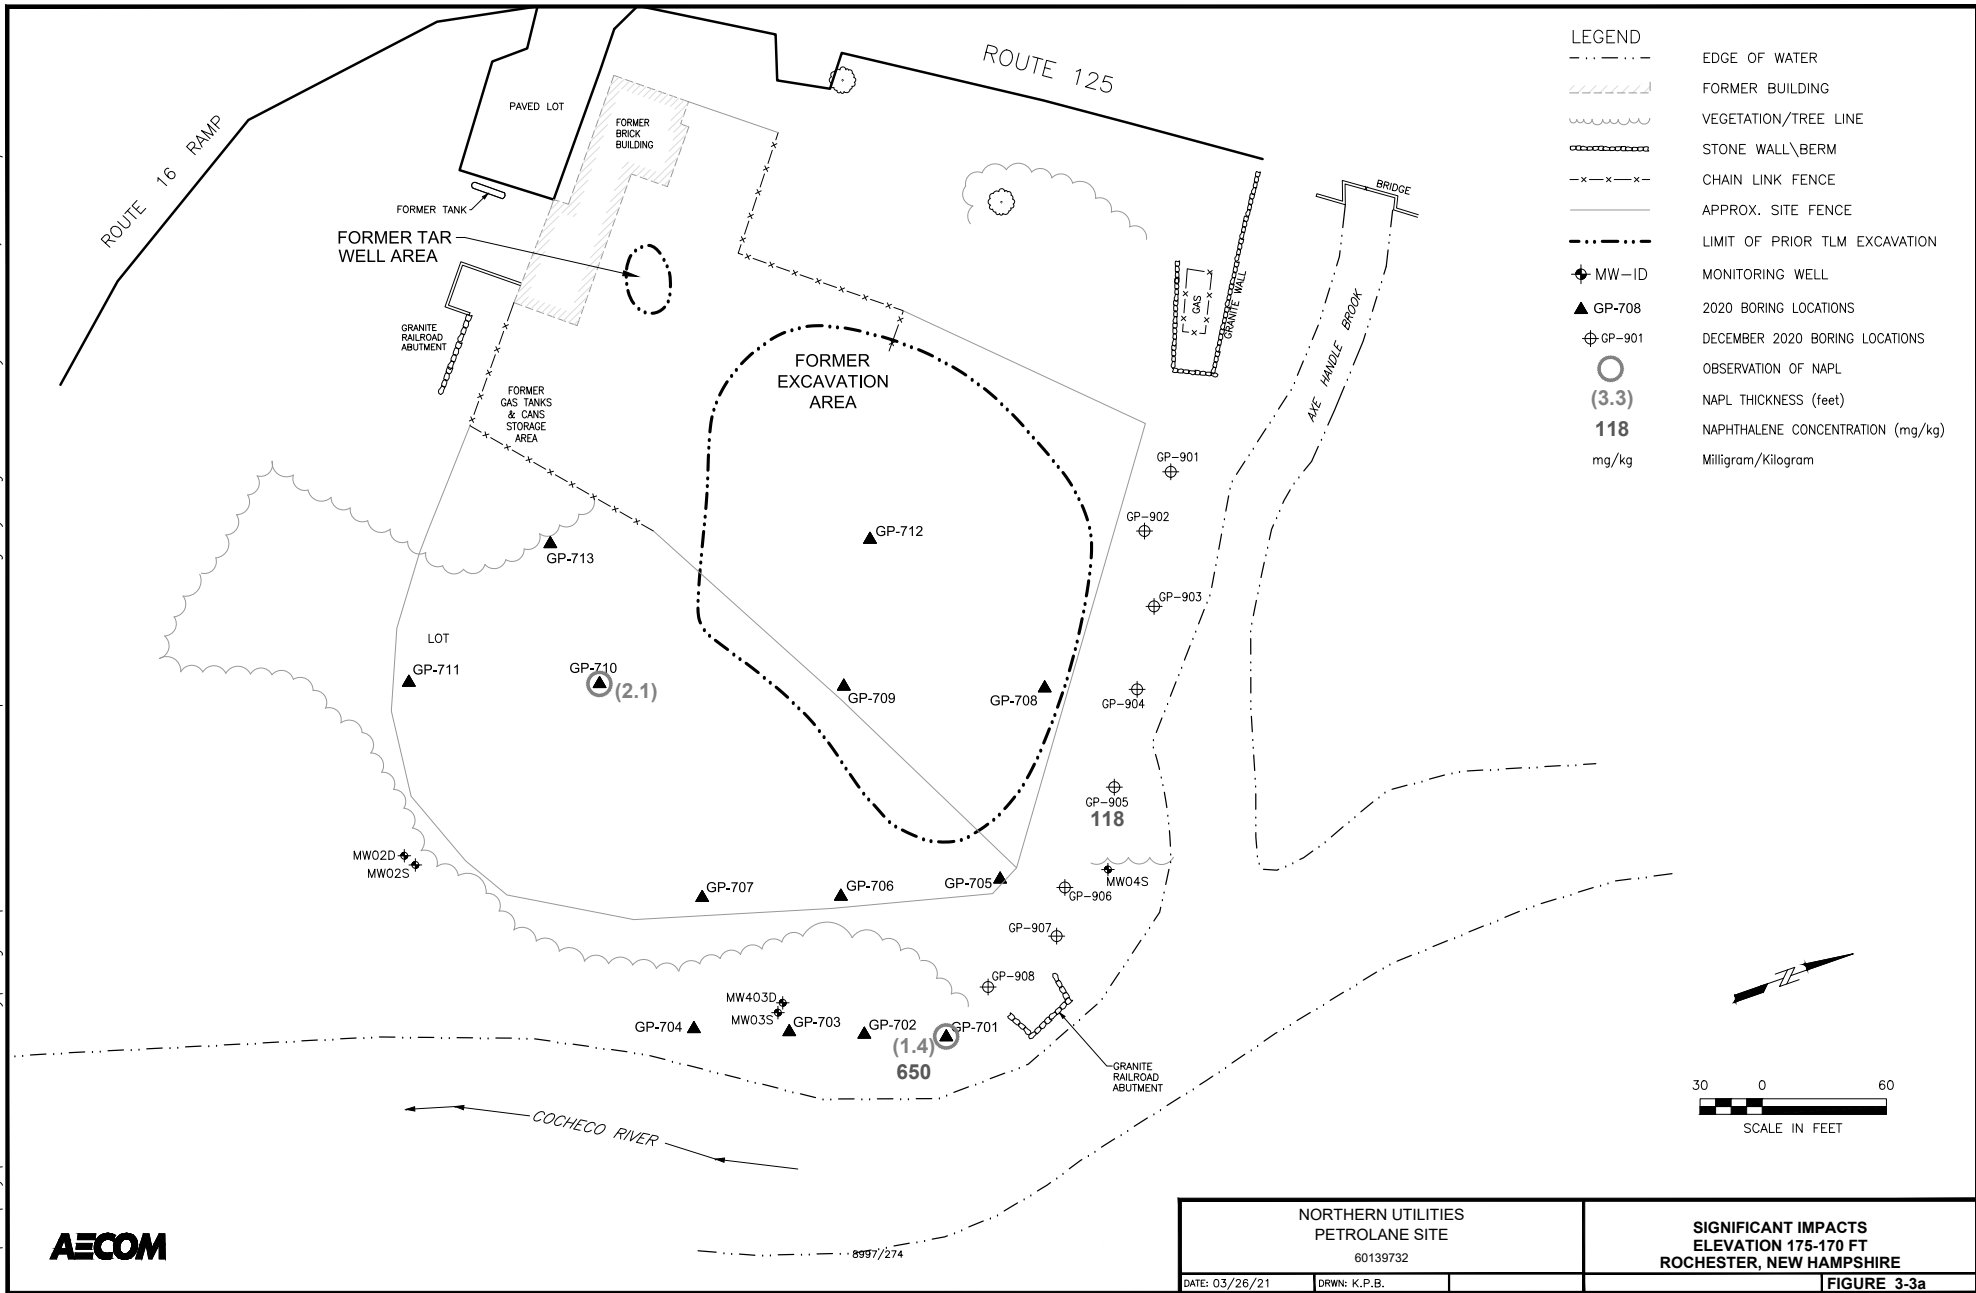 ROUTE 125
ROUTE 16 RAMP
PAVED LOT
FORMER
BRICK
BUILDING
FORMER TANK
FORMER TAR
WELL AREA
GRANITE
RAILROAD
ABUTMENT
FORMER
GAS TANKS
& CANS
STORAGE
AREA
FORMER
EXCAVATION
AREA
GAS
GRANITE WALL
BRIDGE
AXE HANDLE BROOK
LEGEND
EDGE OF WATER
FORMER BUILDING
VEGETATION/TREE LINE
STONE WALL\BERM
CHAIN LINK FENCE
APPROX. SITE FENCE
LIMIT OF PRIOR TLM EXCAVATION
MW-ID MONITORING WELL
GP-708 2020 BORING LOCATIONS
GP-901 DECEMBER 2020 BORING LOCATIONS
OBSERVATION OF NAPL
(3.3) NAPL THICKNESS (feet)
118 NAPHTHALENE CONCENTRATION (mg/kg)
mg/kg Milligram/Kilogram
GP-901
GP-902
GP-903
GP-904
GP-905
118
GP-906
GP-907
GP-908
MW04S
GP-712
GP-713
LOT
GP-711
GP-710
(2.1)
GP-709
GP-708
MW02D
MW02S
GP-707
GP-706
GP-705
MW403D
MW03S
GP-704
GP-703
GP-702
GP-701
(1.4)
650
GRANITE
RAILROAD
ABUTMENT
COCHECO RIVER
N
30 0 60
SCALE IN FEET
AECOM
8997/274
NORTHERN UTILITIES
PETROLANE SITE
60139732
DATE: 03/26/21
DRWN: K.P.B.
SIGNIFICANT IMPACTS
ELEVATION 175-170 FT
ROCHESTER, NEW HAMPSHIRE
FIGURE 3-3a